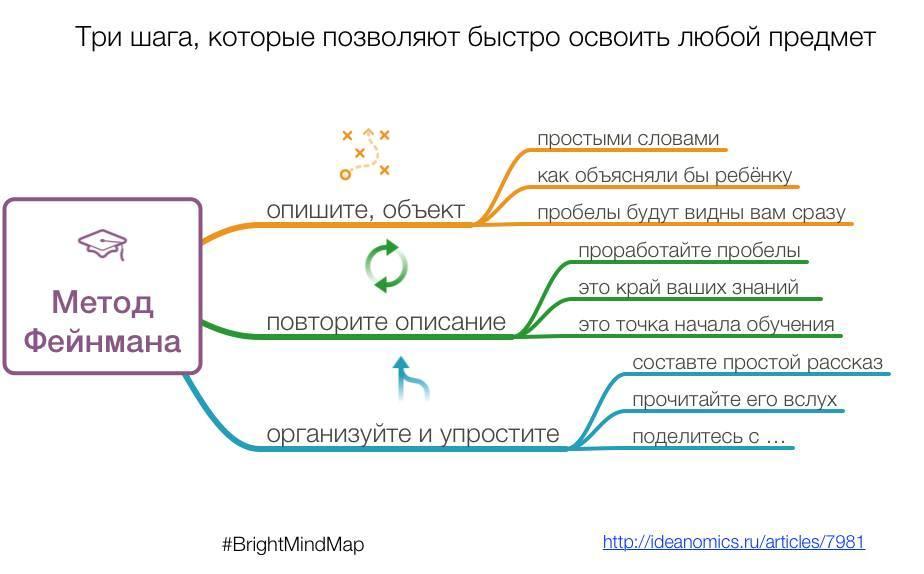 Три шага, которые позволяют быстро освоить любой предмет
Метод
Фейнмана
опишите, объект
простыми словами
как объясняли бы ребёнку
пробелы будут видны вам сразу
повторите описание
проработайте пробелы
это край ваших знаний
это точка начала обучения
организуйте и упростите
составте простой рассказ
прочитайте его вслух
поделитесь с ...
#BrightMindMap
http://ideanomics.ru/articles/7981